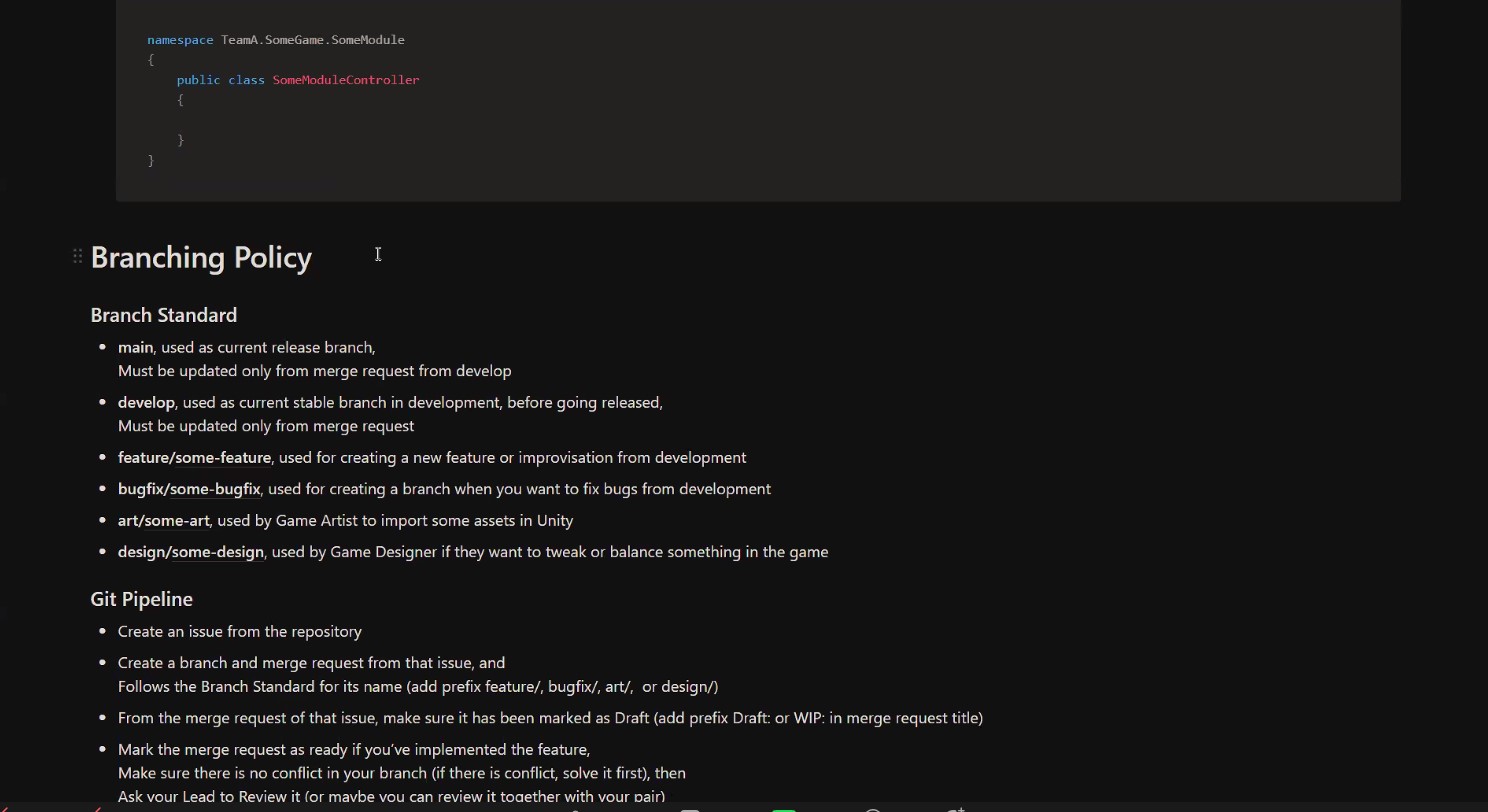 namespace TeamA.SomeGame.SomeModule
{
public class SomeModuleController
{
}
}
Branching Policy
Branch Standard
main, used as current release branch,
Must be updated only from merge request from develop
develop, used as current stable branch in development, before going released,
Must be updated only from merge request
feature/some-feature, used for creating a new feature or improvisation from development
bugfix/some-bugfix, used for creating a branch when you want to fix bugs from development
art/some-art, used by Game Artist to import some assets in Unity
design/some-design, used by Game Designer if they want to tweak or balance something in the game
Git Pipeline
Create an issue from the repository
Create a branch and merge request from that issue, and
Follows the Branch Standard for its name (add prefix feature/, bugfix/, art/,  or design/)
From the merge request of that issue, make sure it has been marked as Draft (add prefix Draft: or WIP: in merge request title)
Mark the merge request as ready if you've implemented the feature,
Make sure there is no conflict in your branch (if there is conflict, solve it first), then
Ask your Lead to Review it (or maybe you can review it together with your pair)